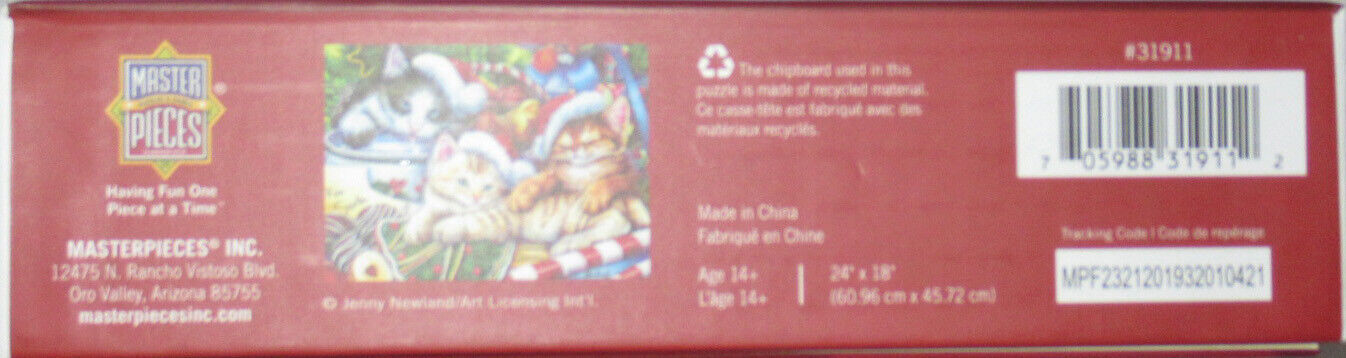 MASTER
PIECES
®
Having Fun One
Piece at a Time™
MASTERPIECES® INC.
12475 N. Rancho Vistoso Blvd.
Oro Valley, Arizona 85755
masterpiecesinc.com
© Jenny Newland/Art Licensing Int'l.
The chipboard used in this
puzzle is made of recycled material.
Ce casse-tête est fabriqué avec des
matériaux recyclés.
Made in China
Fabriqué en Chine
Age 14+
L'âge 14+
24" x 18"
(60.96 cm x 45.72 cm)
#31911
7 05988 31911 2
Tracking Code | Code de repérage
MPF2321201932010421